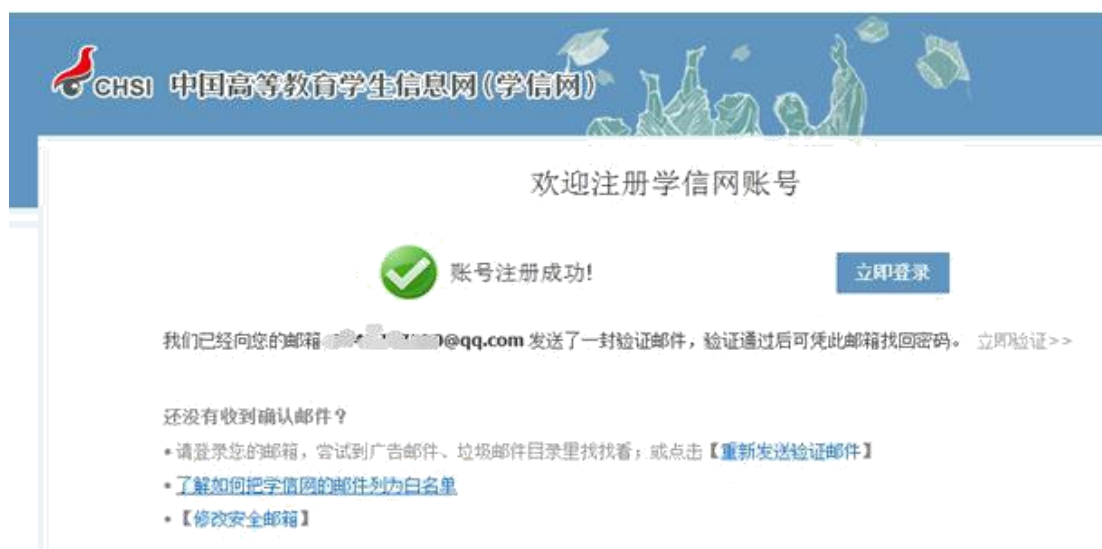 CHSI 中国高等教育学生信息网(学信网)
欢迎注册学信网账号
账号注册成功!
立即登录
我们已经向您的邮箱 @qq.com 发送了一封验证邮件，验证通过后可凭此邮箱找回密码。 立即验证>>
还没有收到确认邮件？
• 请登录您的邮箱，尝试到广告邮件、垃圾邮件目录里找找看；或点击【重新发送验证邮件】
• 了解如何把学信网的邮件列为白名单
• 【修改安全邮箱】